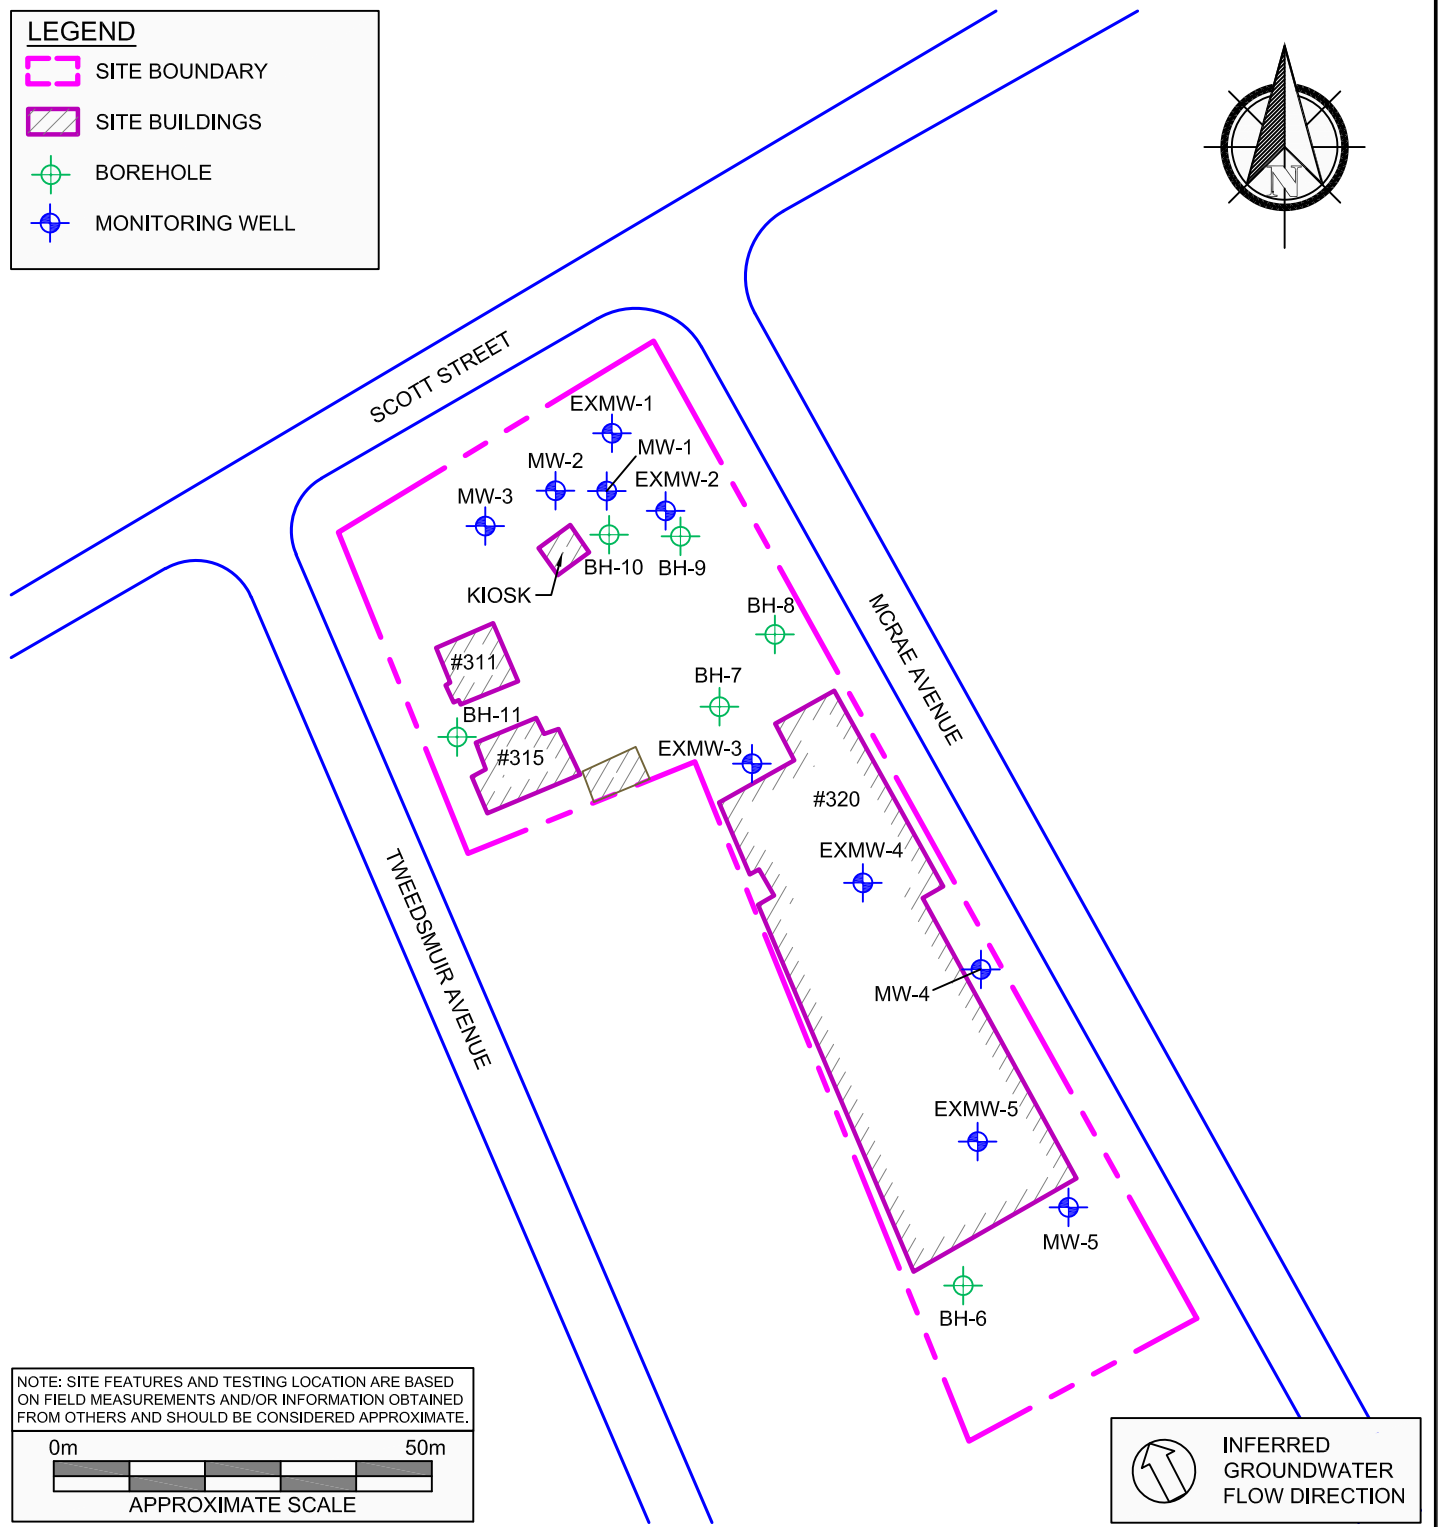 LEGEND
SITE BOUNDARY
SITE BUILDINGS
BOREHOLE
MONITORING WELL
N
SCOTT STREET
EXMW-1
MW-1
MW-2
EXMW-2
MW-3
BH-10
BH-9
KIOSK
BH-8
MCRAE AVENUE
#311
BH-7
BH-11
EXMW-3
#315
#320
EXMW-4
TWEEDSMUIR AVENUE
MW-4
EXMW-5
MW-5
BH-6
NOTE: SITE FEATURES AND TESTING LOCATION ARE BASED
ON FIELD MEASUREMENTS AND/OR INFORMATION OBTAINED
FROM OTHERS AND SHOULD BE CONSIDERED APPROXIMATE.
0m 50m
APPROXIMATE SCALE
INFERRED
GROUNDWATER
FLOW DIRECTION